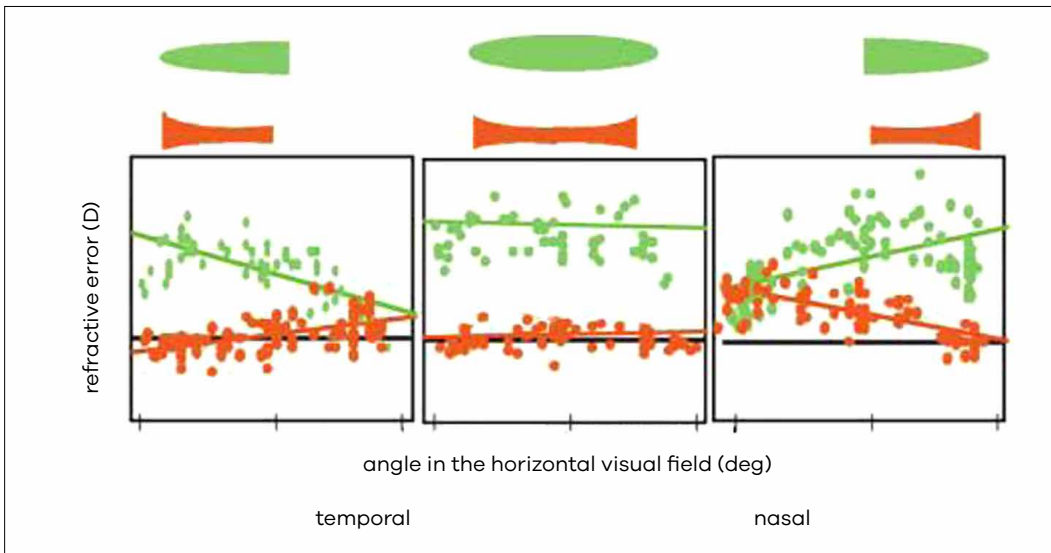 refractive error (D)
angle in the horizontal visual field (deg)
temporal
nasal